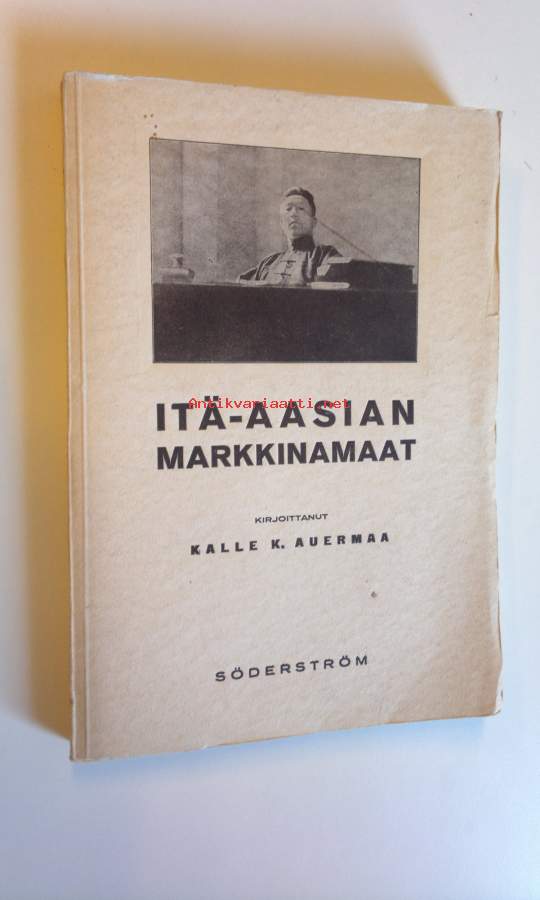 ITÄ-AASIAN
Antikvariaatti.net
MARKKINAMAAT
KIRJOITTANUT
KALLE K. AUERMAA
SÖDERSTRÖM